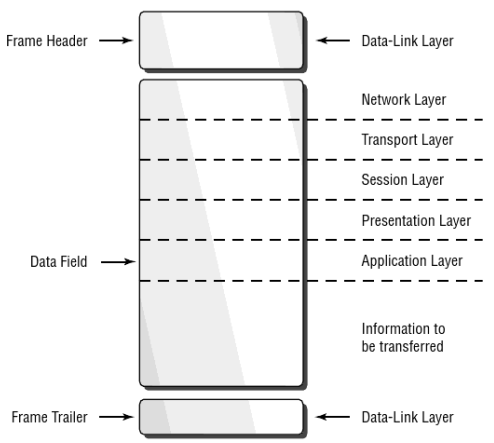 Frame Header
Data-Link Layer
Network Layer
Transport Layer
Session Layer
Presentation Layer
Data Field
Application Layer
Information to
be transferred
Frame Trailer
Data-Link Layer